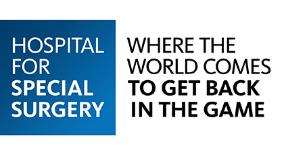 HOSPITAL
FOR
SPECIAL
SURGERY
WHERE THE
WORLD COMES
TO GET BACK
IN THE GAME